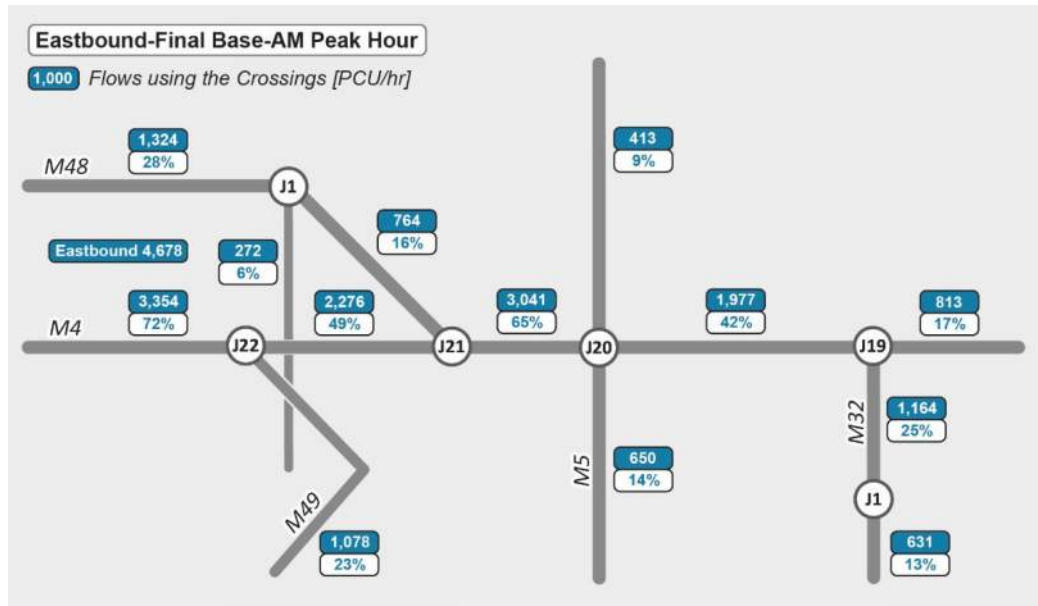 Eastbound-Final Base-AM Peak Hour
1,000 Flows using the Crossings [PCU/hr]
1,324
28%
M48
J1
413
9%
764
16%
Eastbound 4,678
272
6%
3,354
72%
2,276
49%
3,041
65%
1,977
42%
813
17%
M4
J22
J21
J20
J19
M32
1,164
25%
M5
650
14%
J1
M49
1,078
23%
631
13%